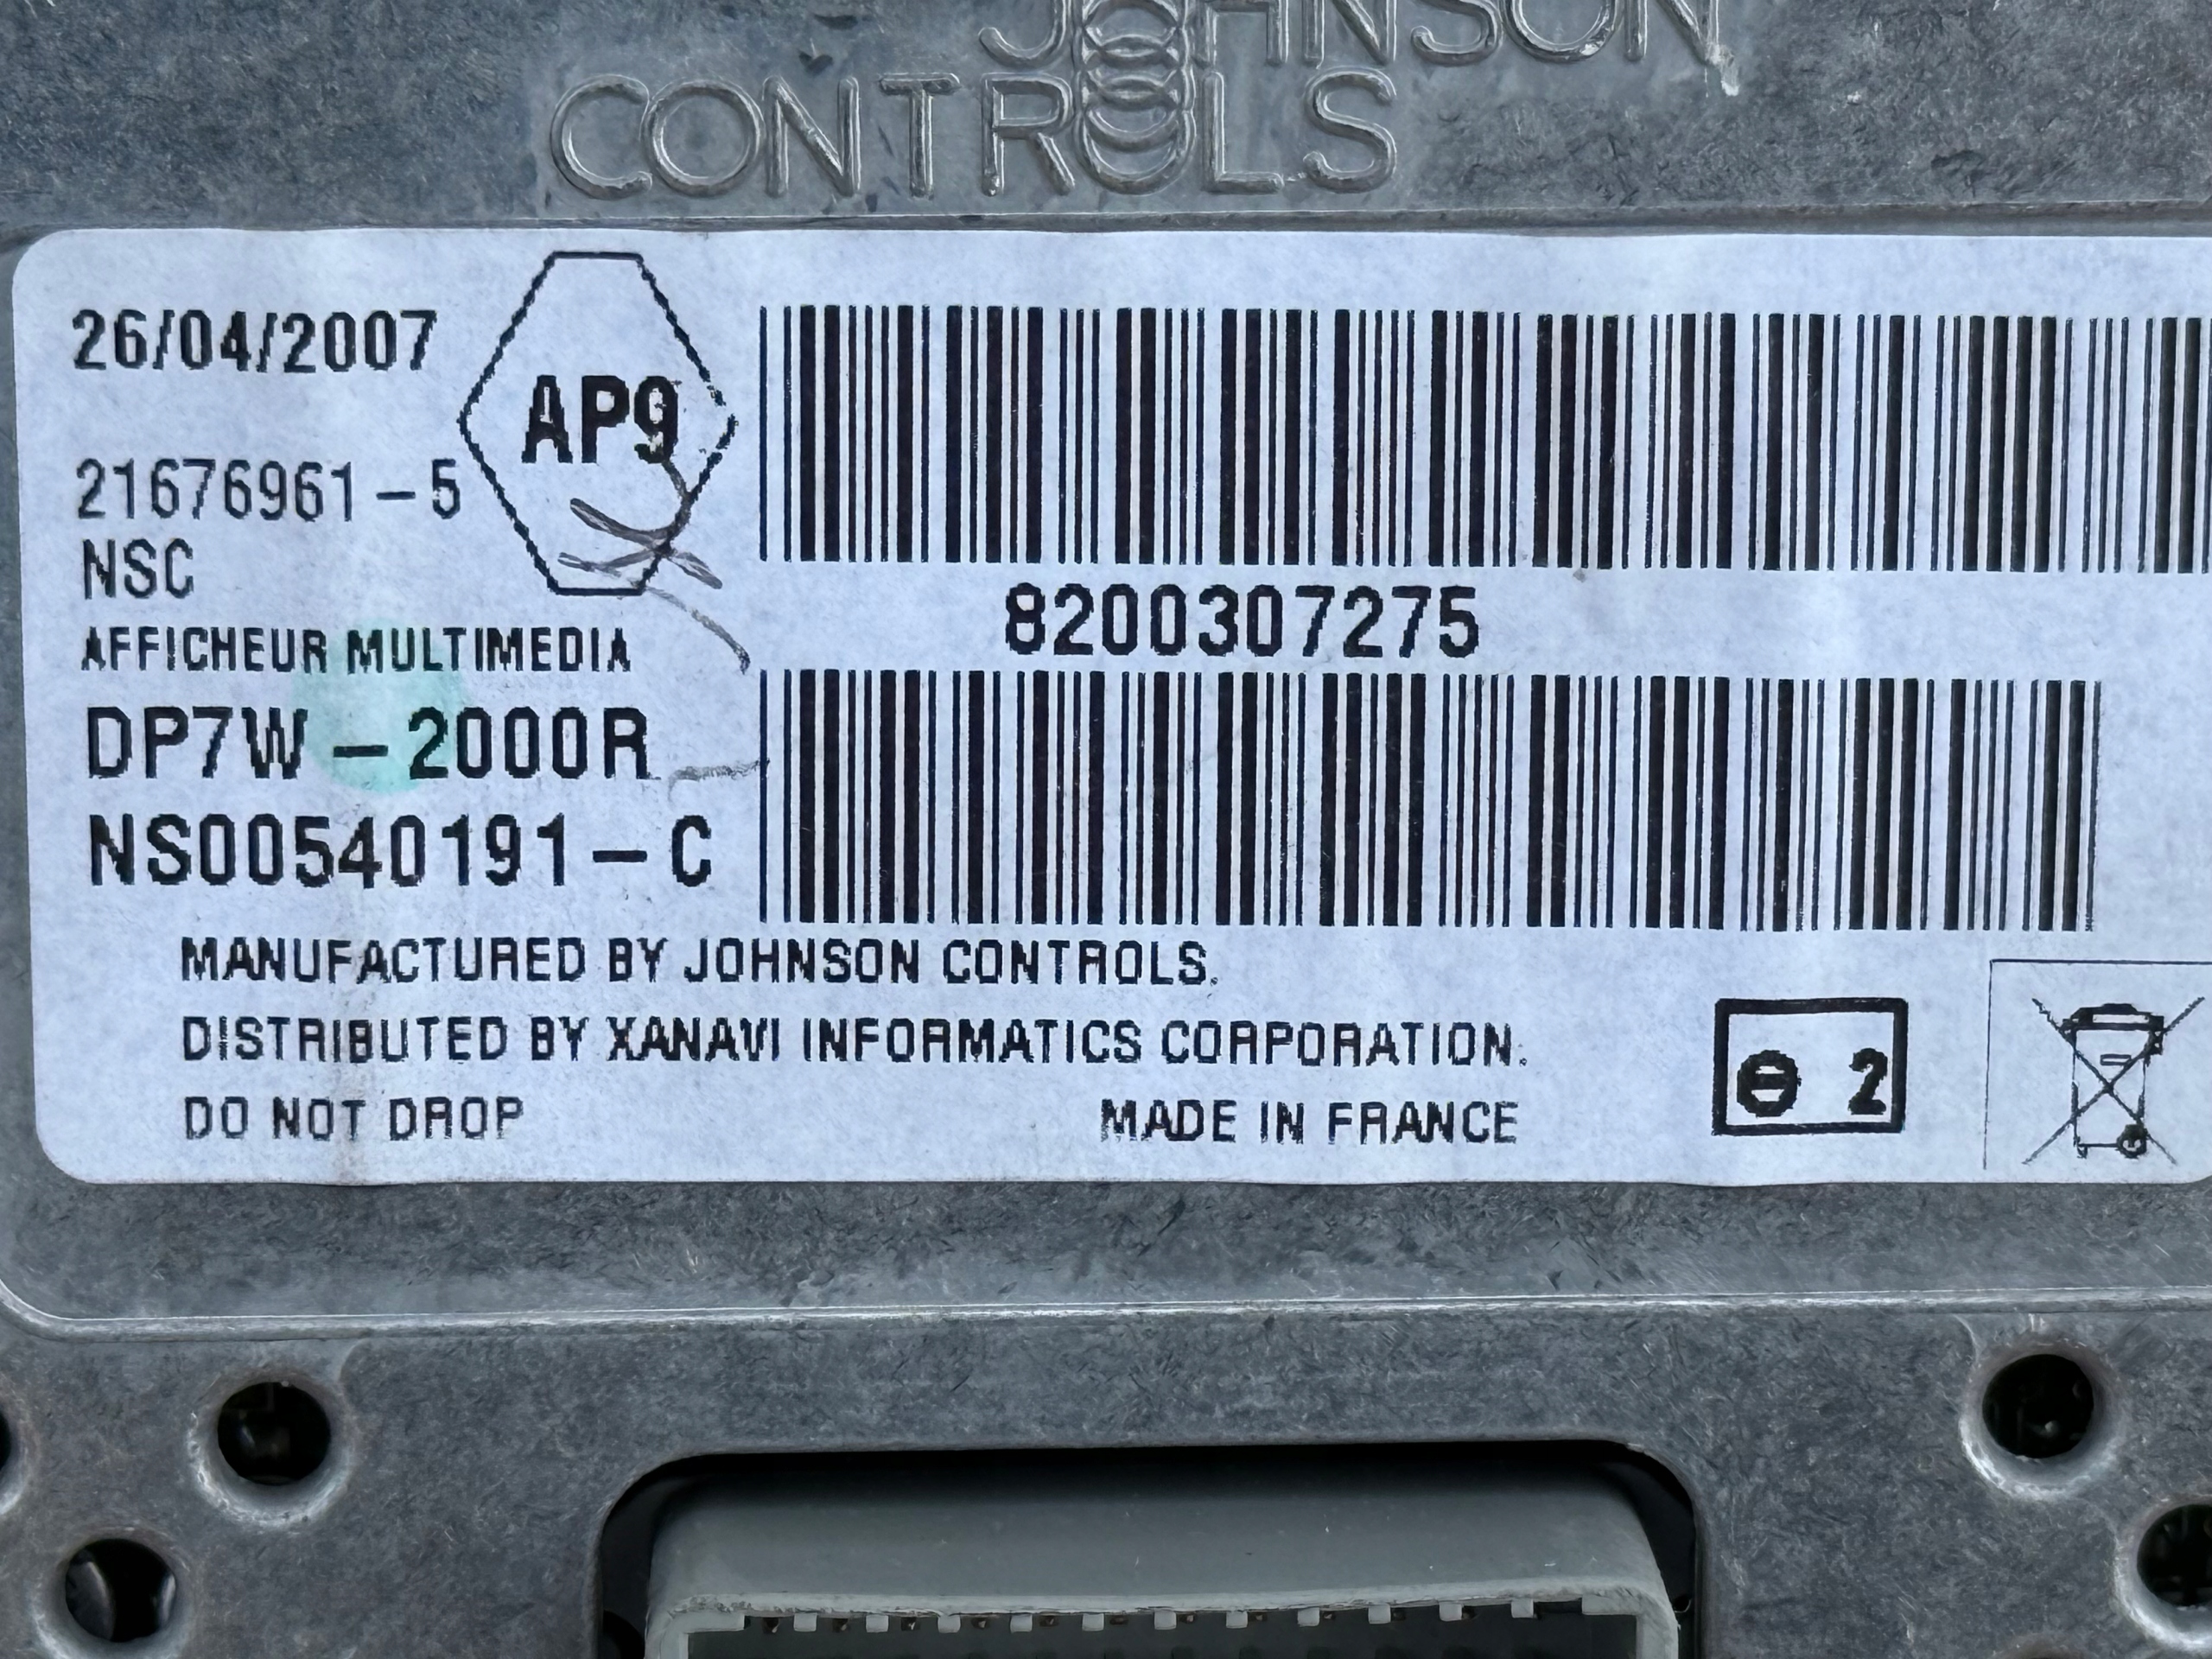 JOHNSON
CONTROLS
26/04/2007
AP9
21676961-5
NSC
8200307275
AFFICHEUR MULTIMEDIA
DP7W-2000R
NS00540191-C
MANUFACTURED BY JOHNSON CONTROLS.
DISTRIBUTED BY XANAVI INFORMATICS CORPORATION.
2
DO NOT DROP
MADE IN FRANCE